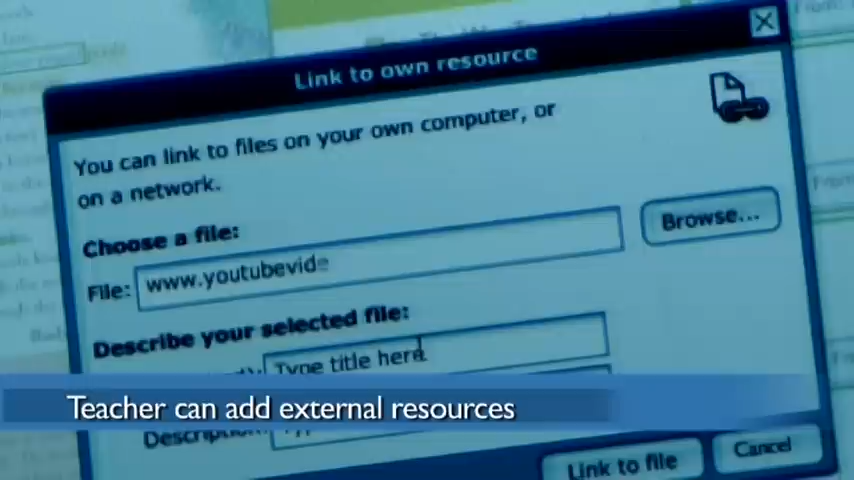 Link to own resource
You can link to files on your own computer, or
on a network.
Choose a file:
File: www.youtubevide
Browse...
Describe your selected file:
Type title here
Teacher can add external resources
Description:
Link to file
Cancel